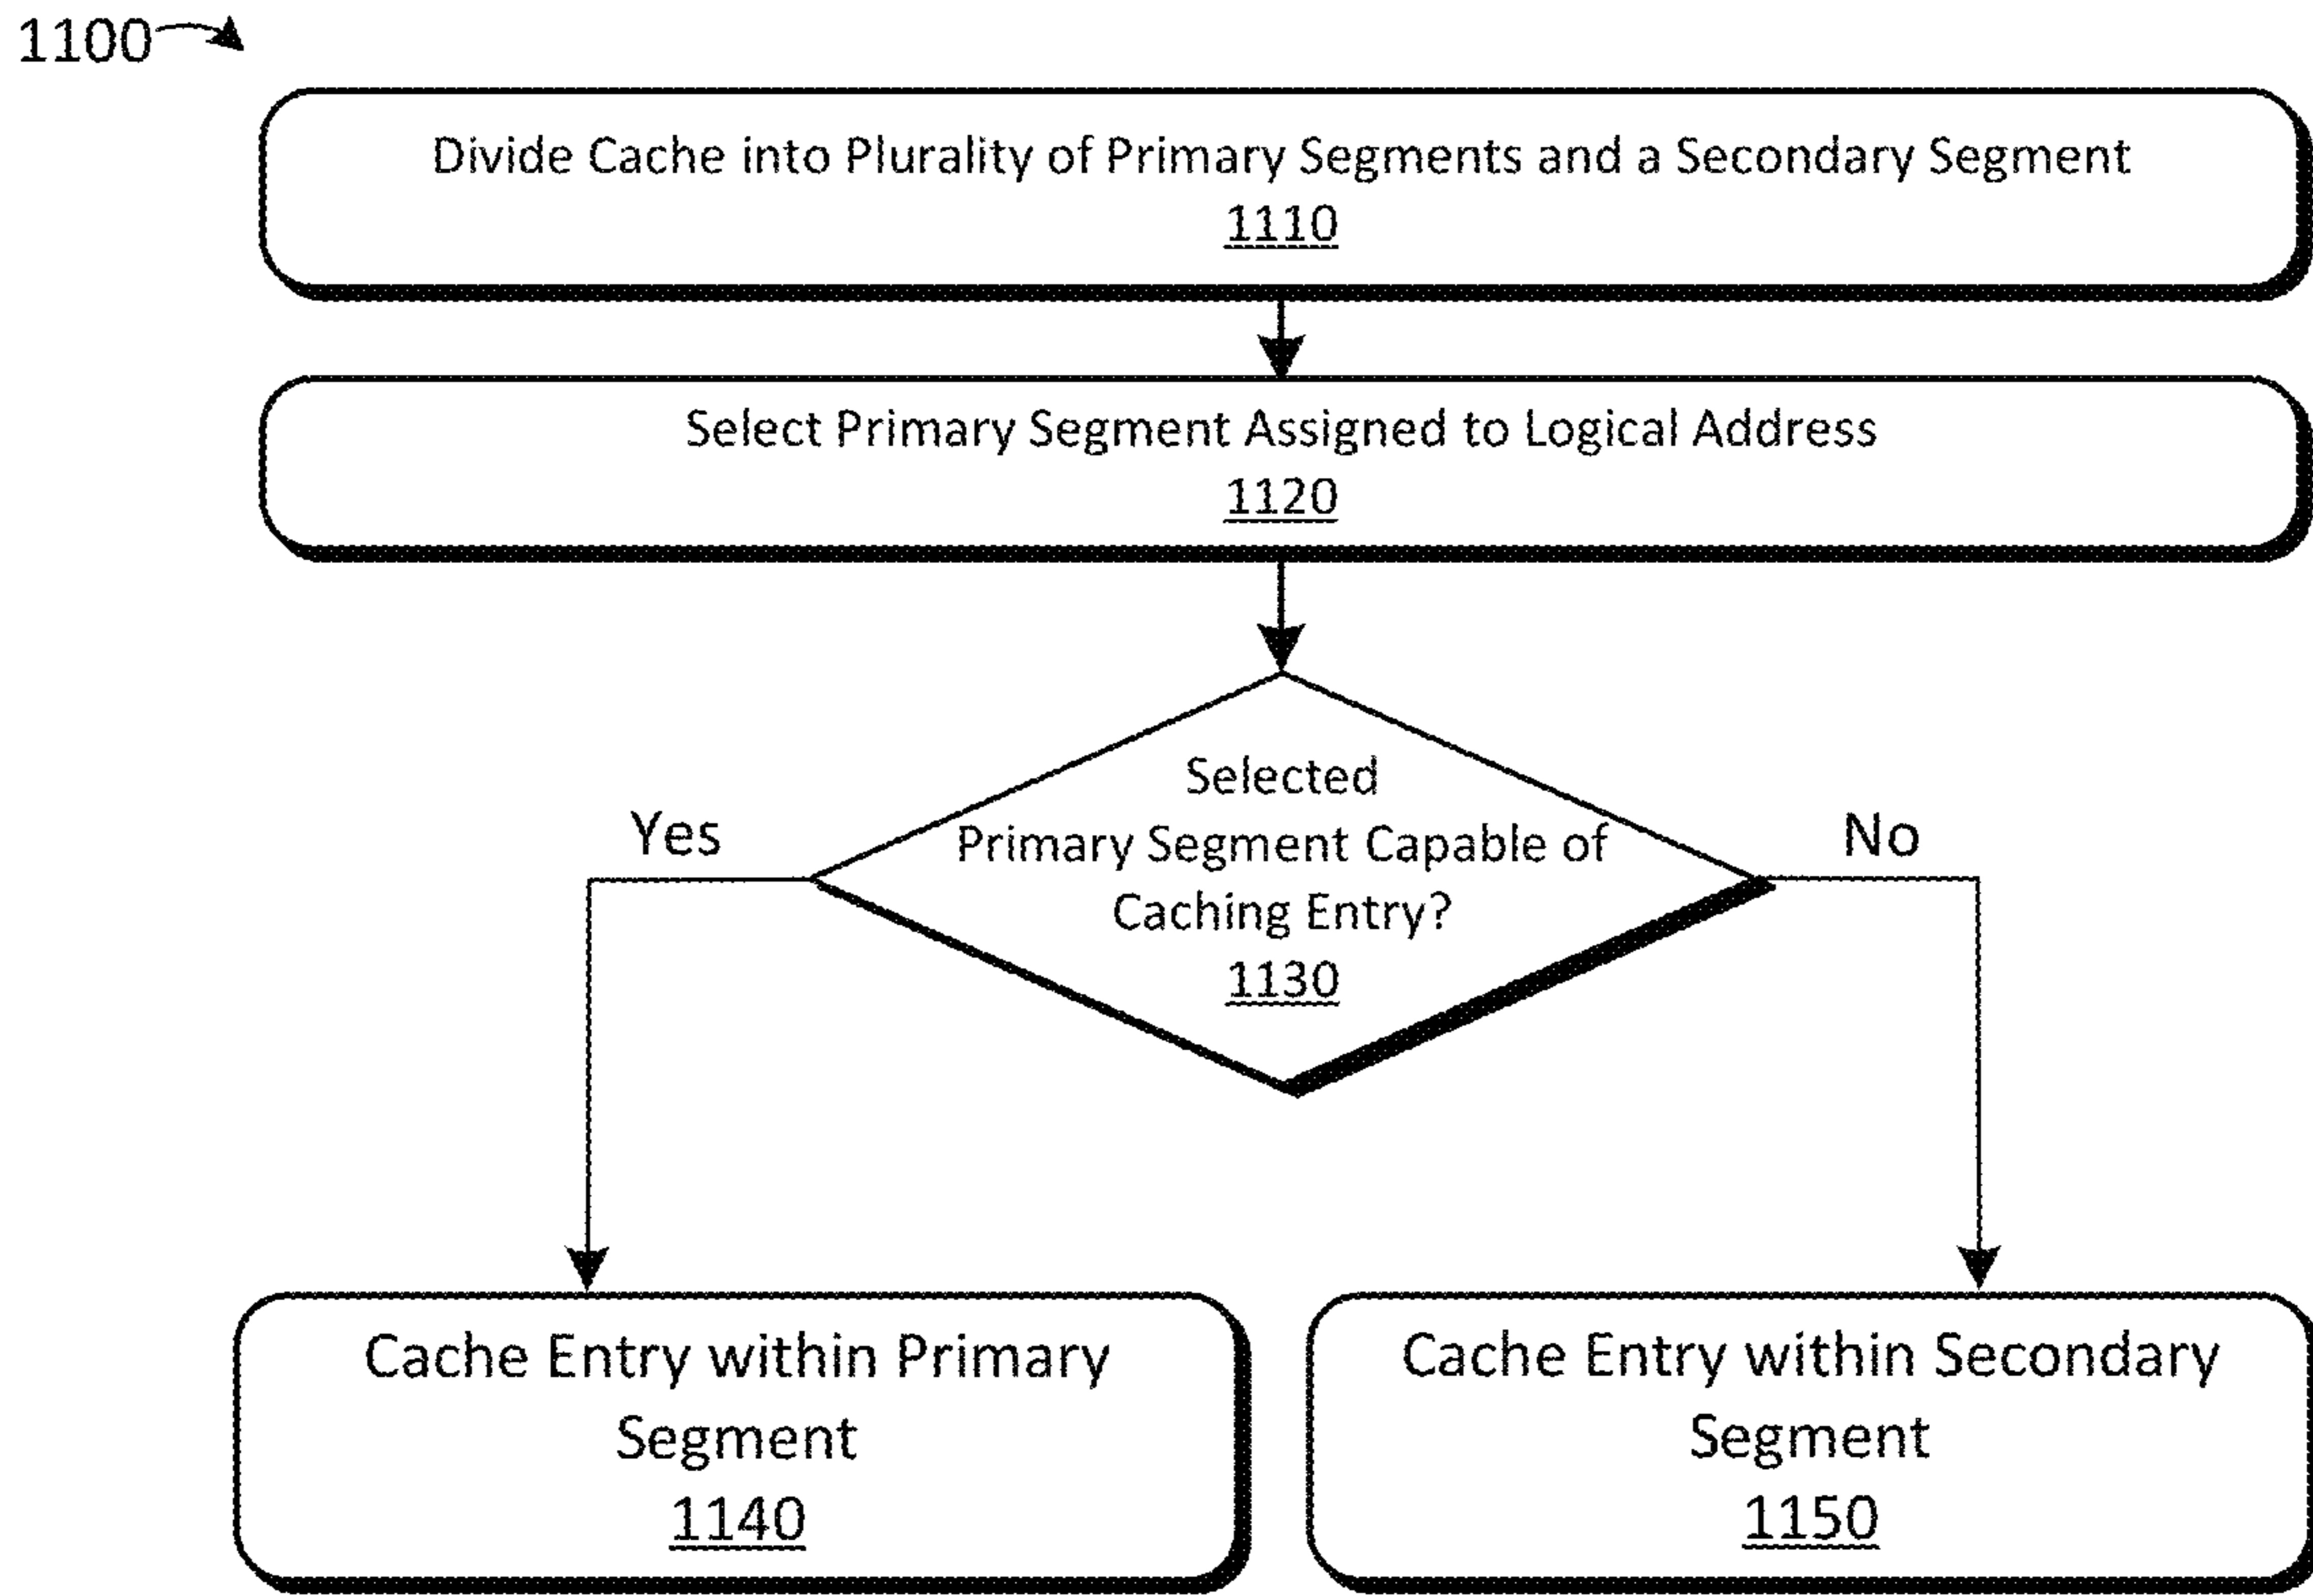 1100
Divide Cache into Plurality of Primary Segments and a Secondary Segment
1110
Select Primary Segment Assigned to Logical Address
1120
Selected
Primary Segment Capable of
Caching Entry?
1130
Yes
No
Cache Entry within Primary
Segment
1140
Cache Entry within Secondary
Segment
1150